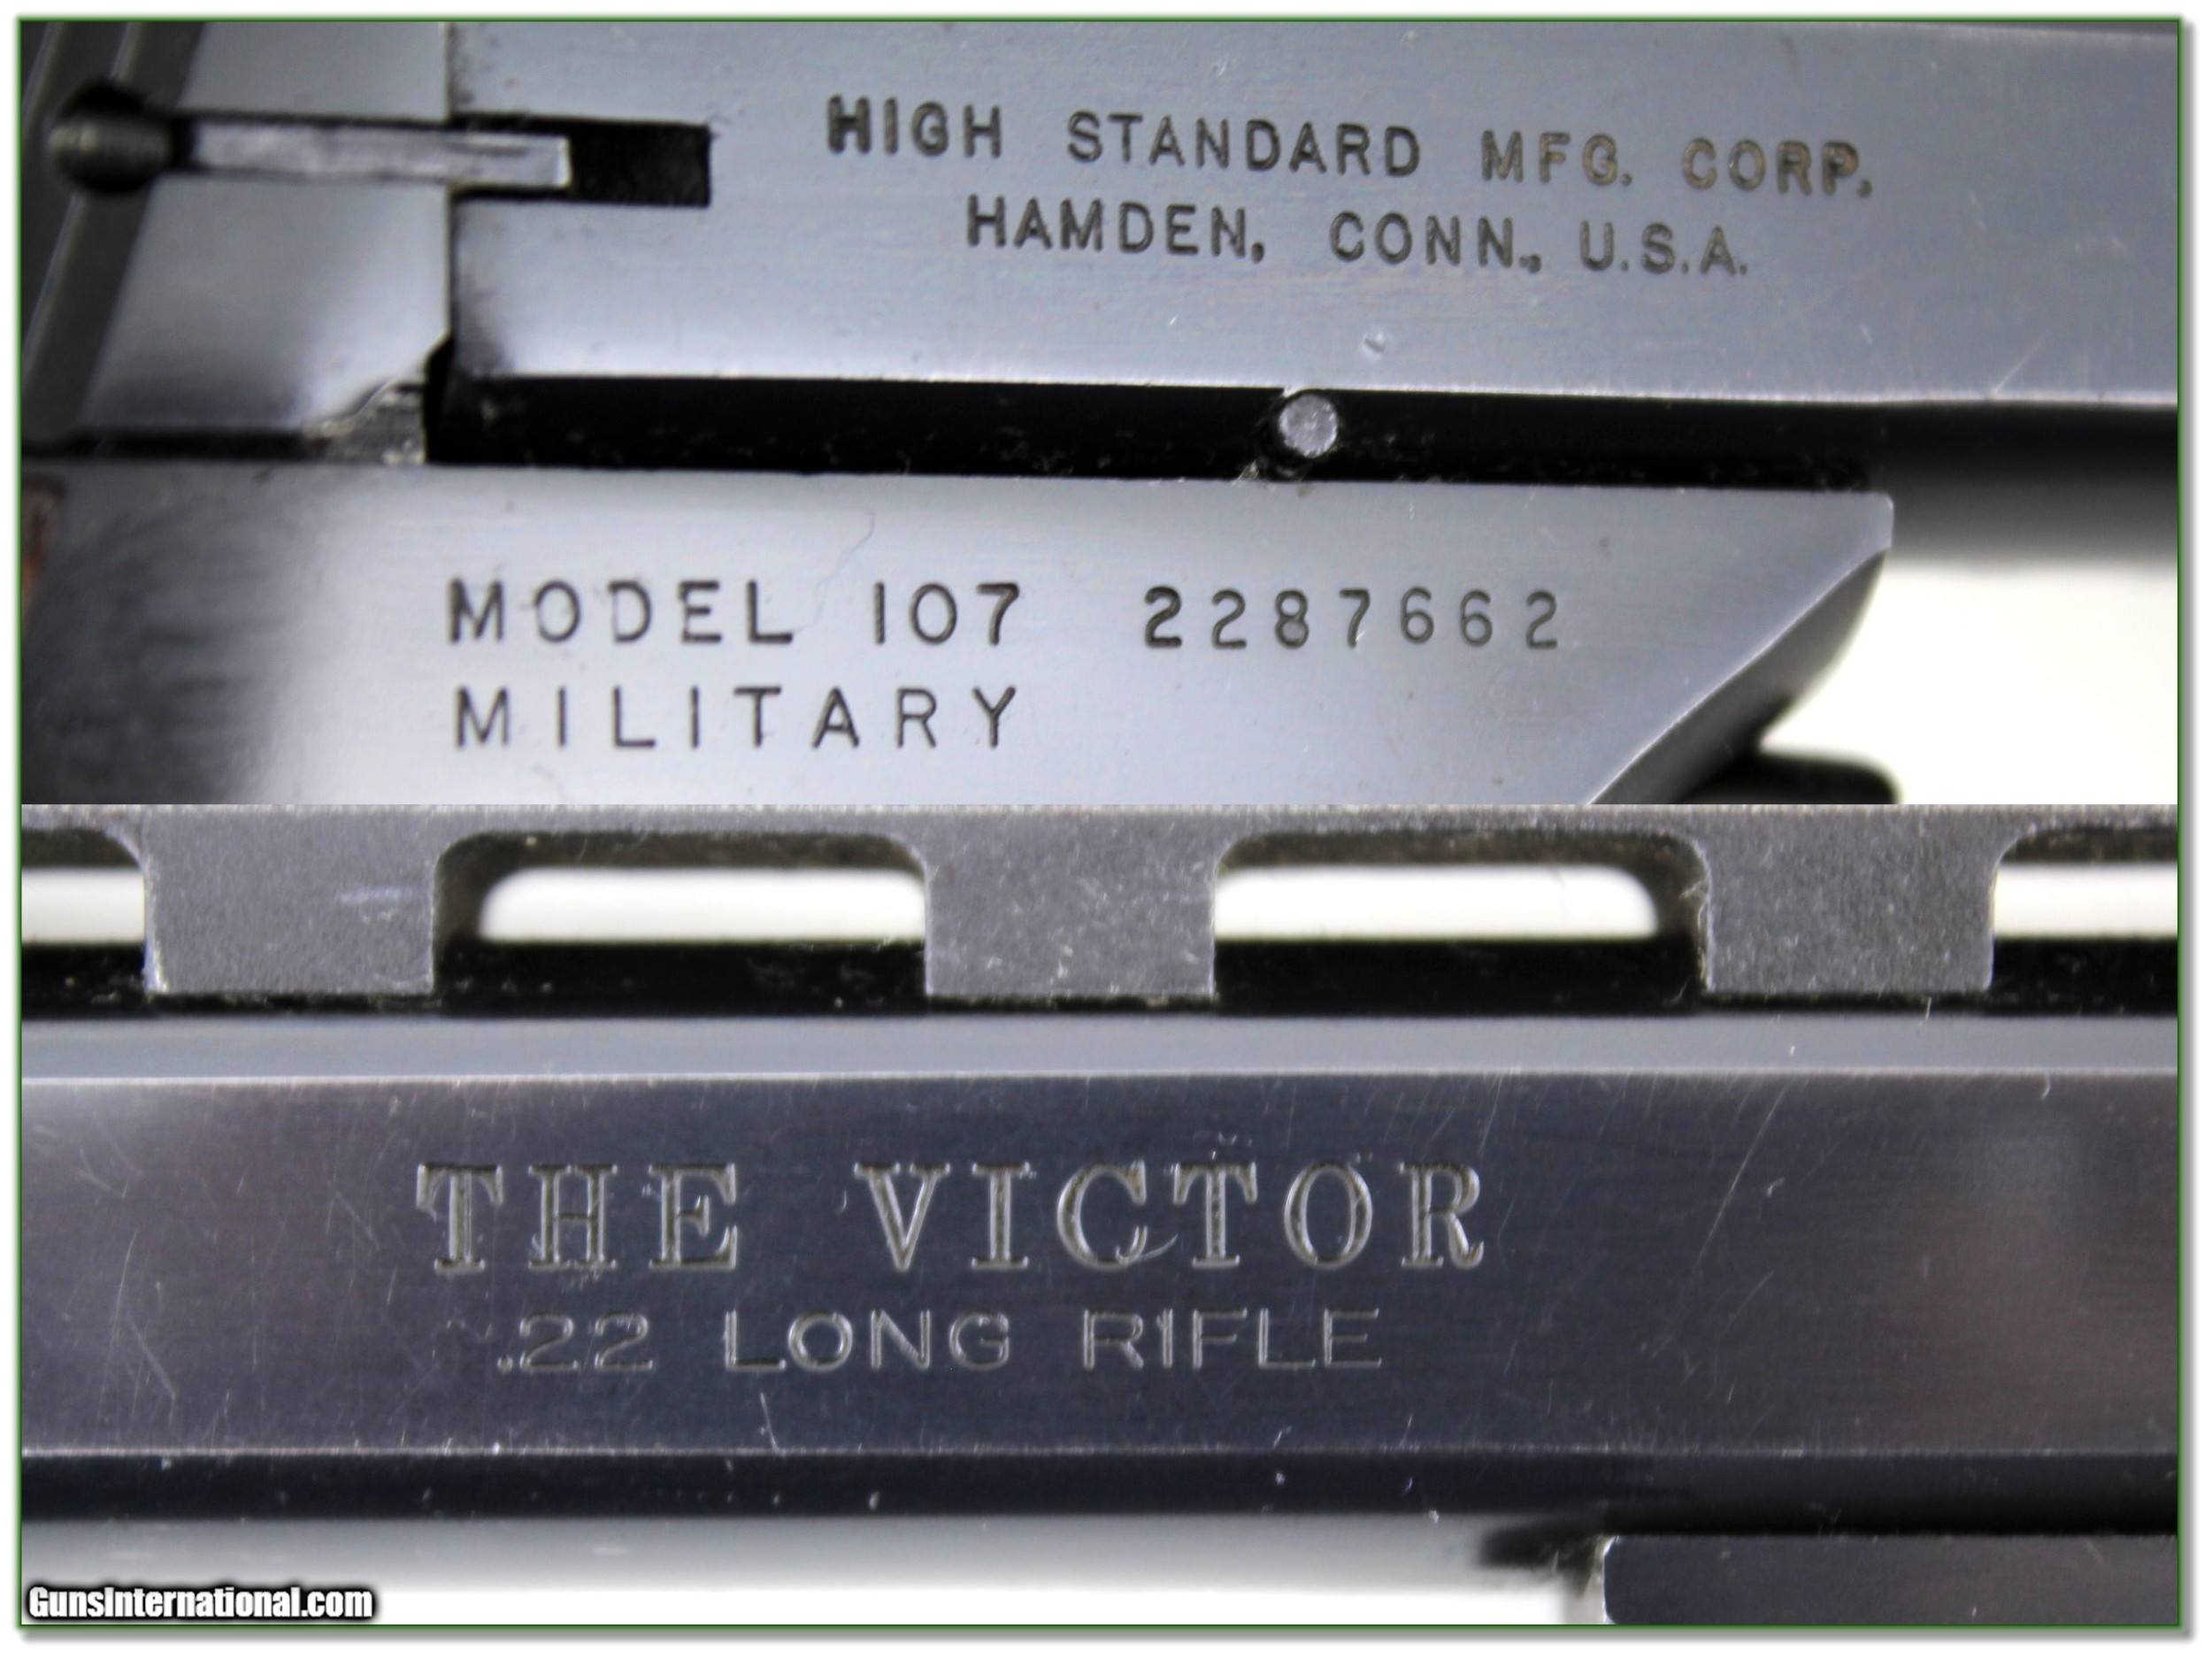 HIGH STANDARD MFG. CORP.
HAMDEN, CONN., U.S.A.
MODEL 107 2287662
MILITARY
THE VICTOR
.22 LONG RIFLE
GunsInternational.com